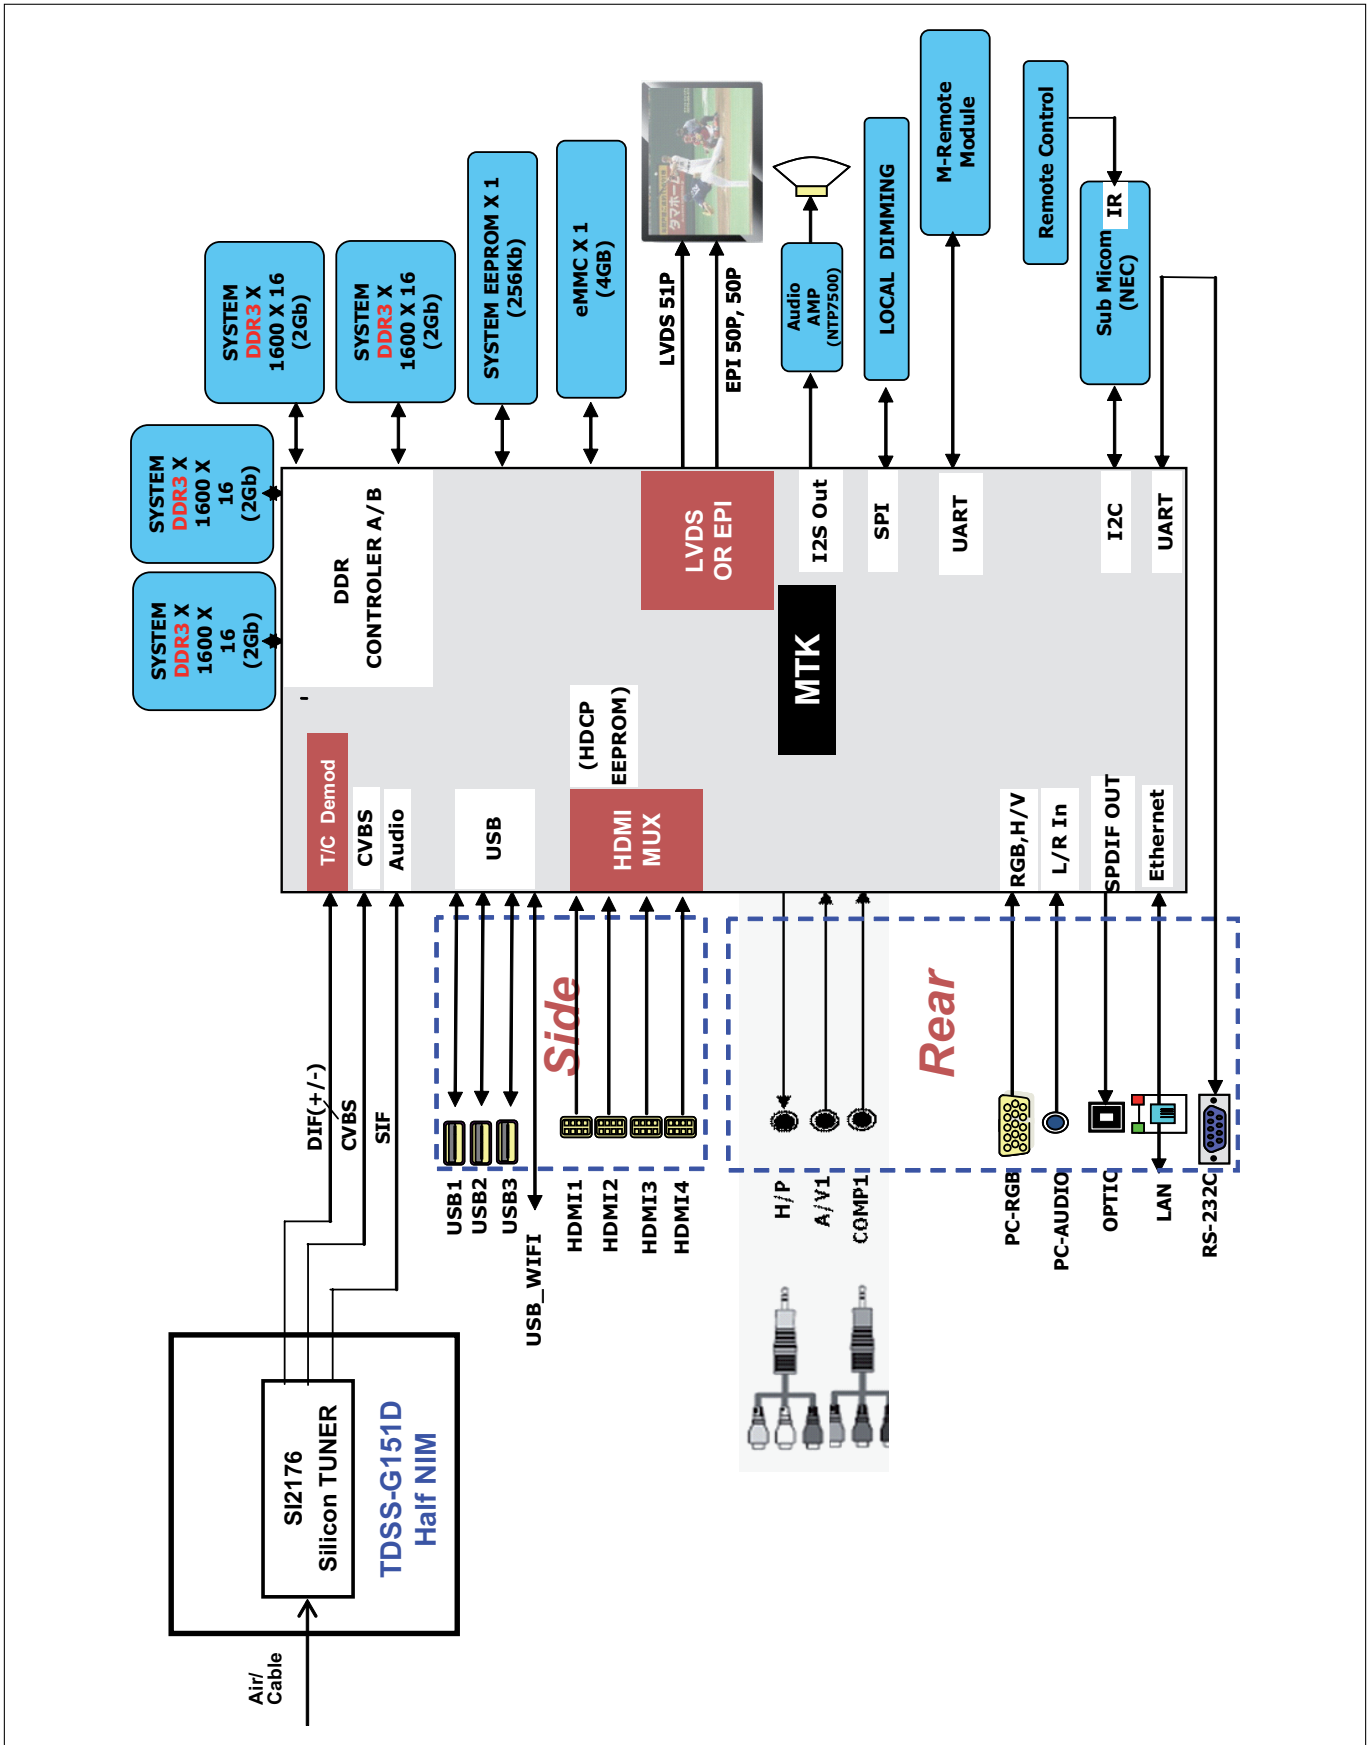 Air/
Cable
SI2176
Silicon TUNER
TDSS-G151D
Half NIM
DIF(+/-)
CVBS
SIF
T/C Demod
CVBS
Audio
USB
HDMI
MUX
(HDCP
EEPROM)
DDR
CONTROLER A/B
SYSTEM
DDR3 X
1600 X
16
(2Gb)
SYSTEM
DDR3 X
1600 X
16
(2Gb)
SYSTEM
DDR3 X
1600 X 16
(2Gb)
SYSTEM
DDR3 X
1600 X 16
(2Gb)
SYSTEM EEPROM X 1
(256Kb)
eMMC X 1
(4GB)
LVDS 51P
EPI 50P, 50P
タマホーム
LVDS
OR EPI
MTK
I2S Out
SPI
UART
I2C
UART
Audio
AMP
(NTP7500)
LOCAL DIMMING
M-Remote
Module
Remote Control
IR
Sub Micom
(NEC)
RGB,H/V
L/R In
SPDIF OUT
Ethernet
Side
USB1
USB2
USB3
USB_WIFI
HDMI1
HDMI2
HDMI3
HDMI4
Rear
H/P
A/V1
COMP1
PC-RGB
PC-AUDIO
OPTIC
LAN
RS-232C